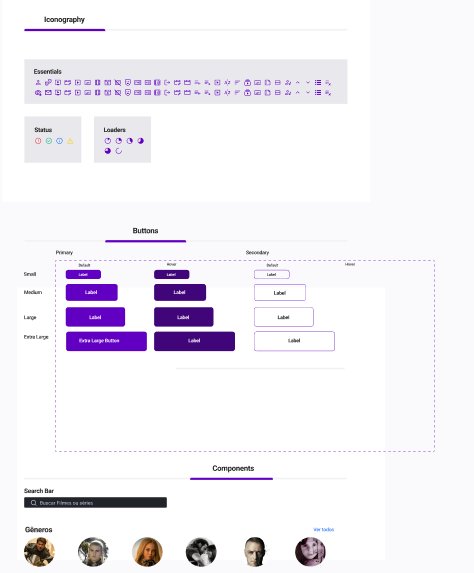 Iconography
Essentials
Status
Loaders
Buttons
Primary
Secondary
Default
Hover
Default
Hover
Small
Label
Label
Label
Medium
Label
Label
Label
Large
Label
Label
Label
Extra Large
Extra Large Button
Label
Label
Components
Search Bar
Buscar Filmes ou séries
Gêneros
Ver todos